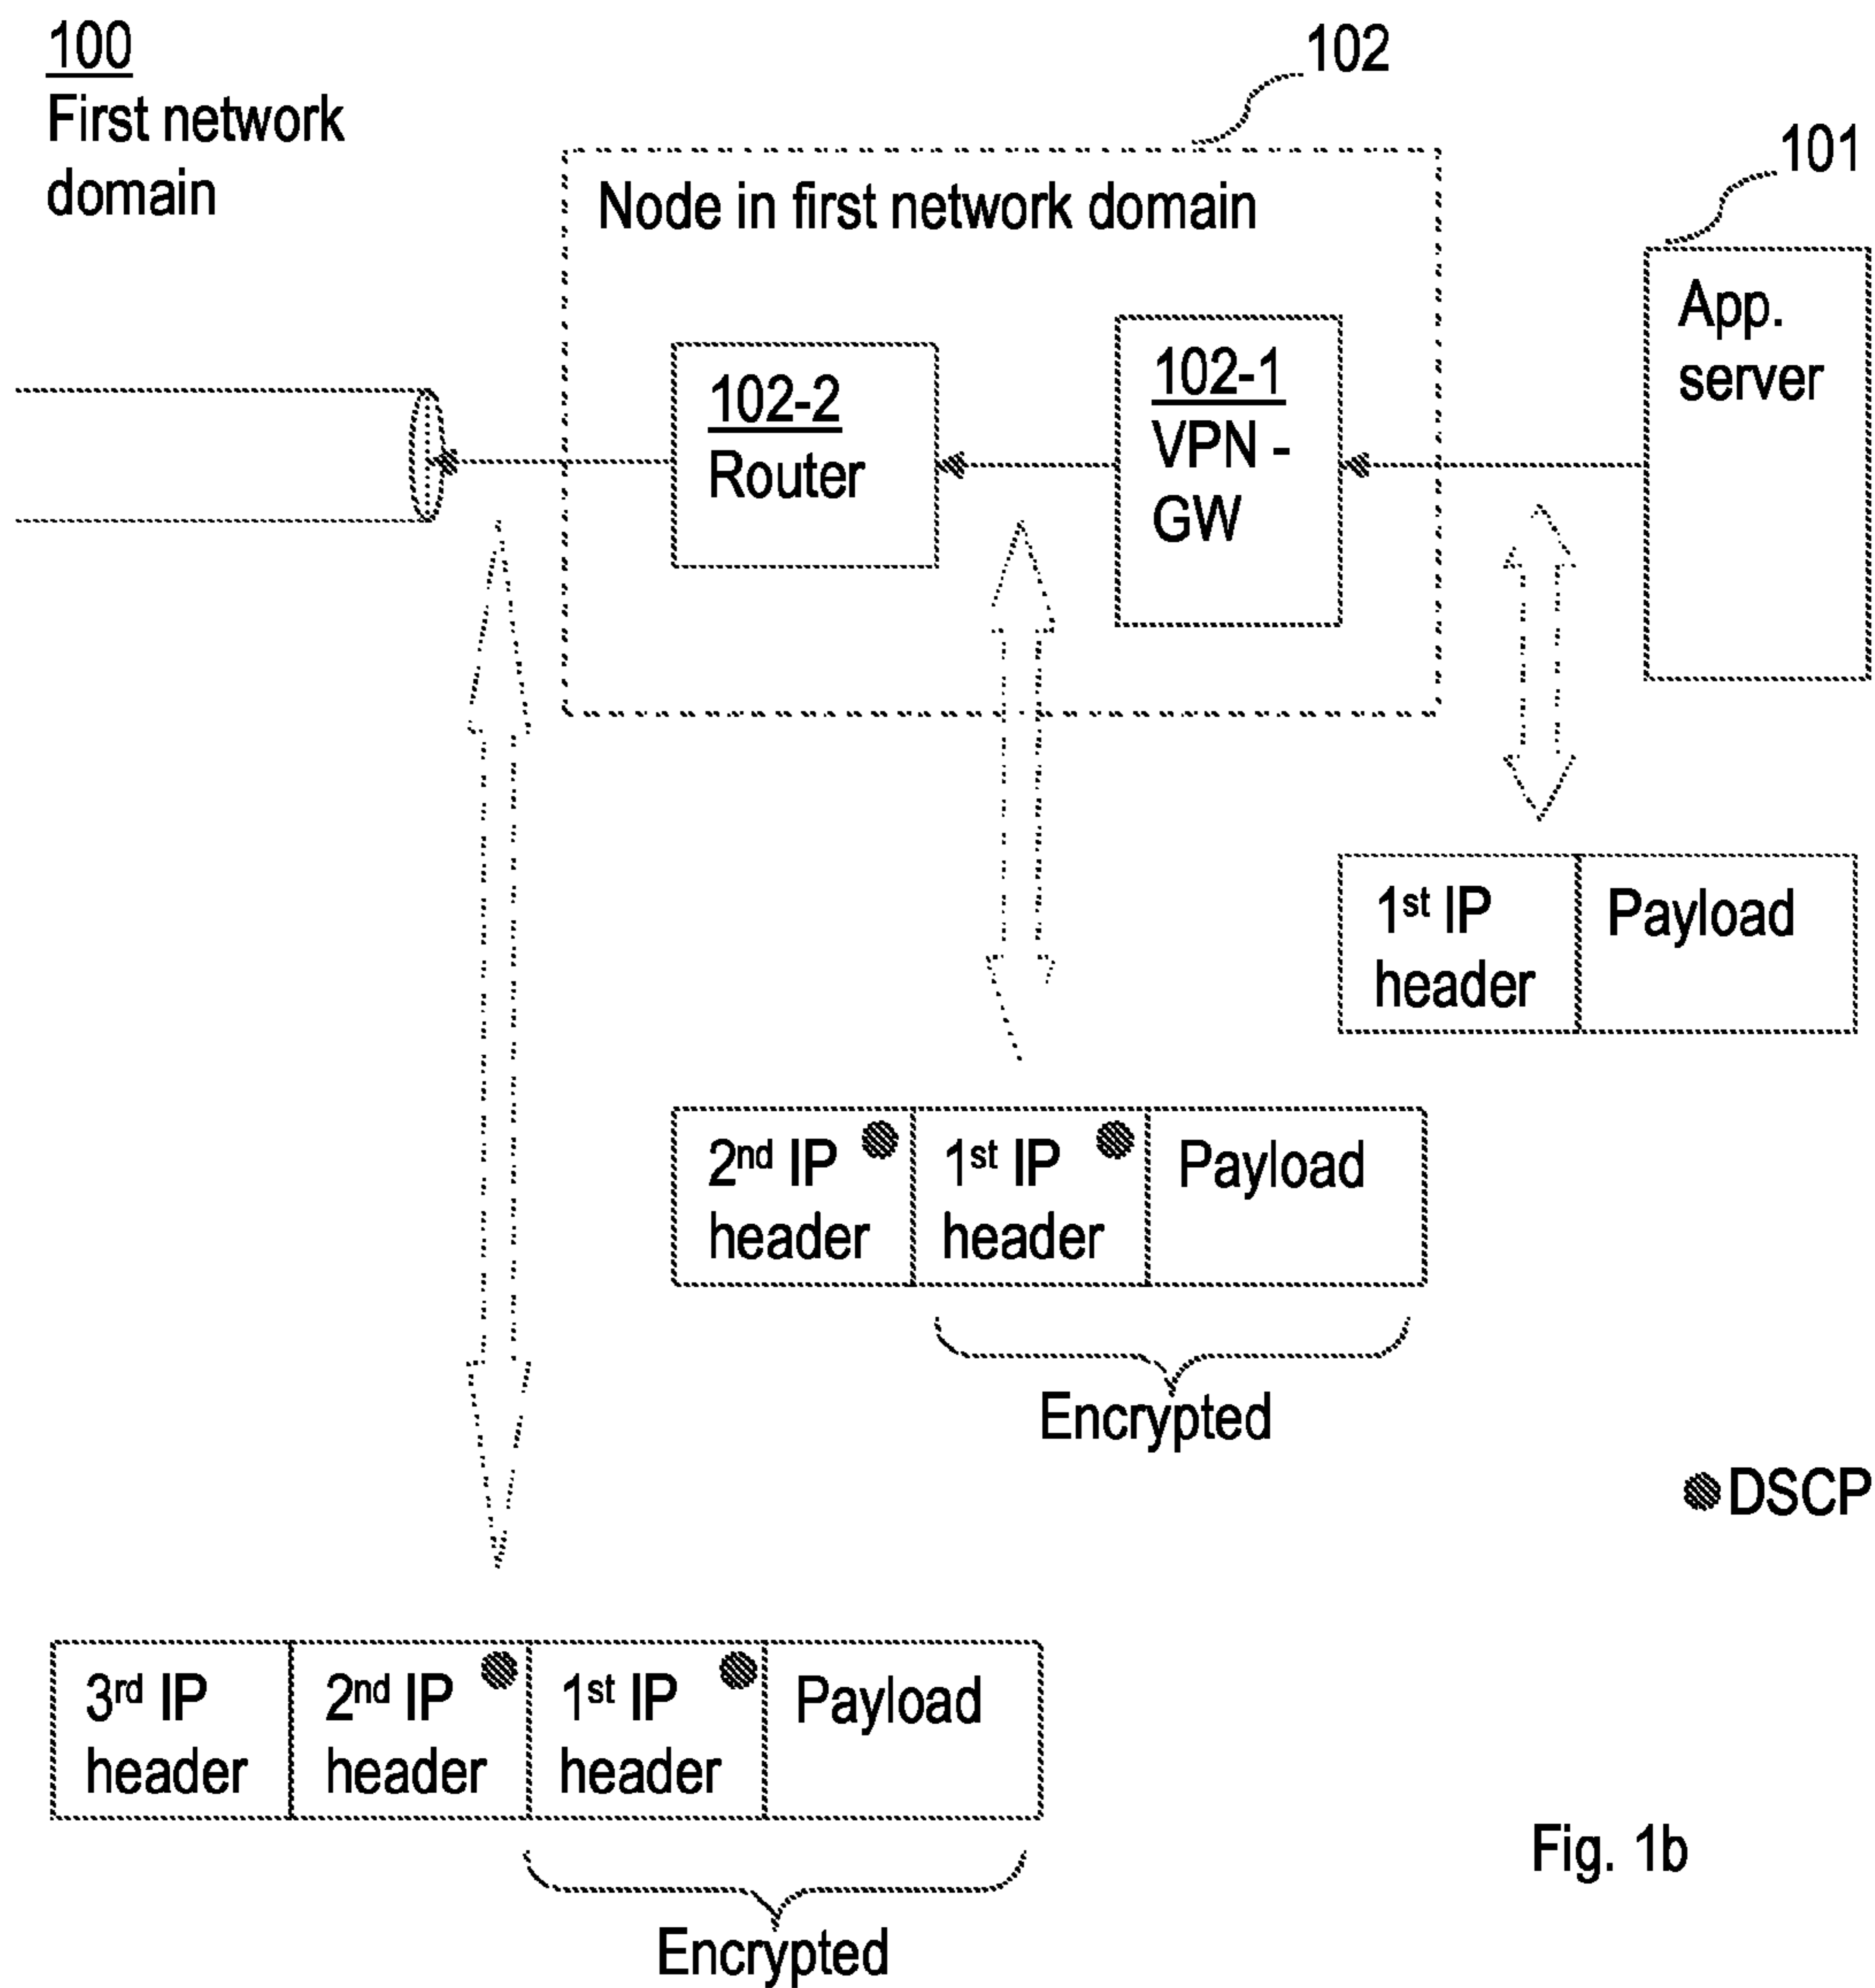 100
First network
domain
102
101
Node in first network domain
App.
server
102-2
Router
102-1
VPN -
GW
1st IP
header
Payload
2nd IP
header
1st IP
header
Payload
Encrypted
DSCP
3rd IP
header
2nd IP
header
1st IP
header
Payload
Encrypted
Fig. 1b